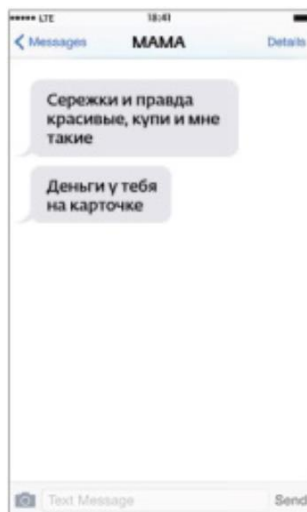 LTE 18:41
Messages МАМА Details
Сережки и правда
красивые, купи и мне
такие
Деньги у тебя
на карточке
Text Message Send